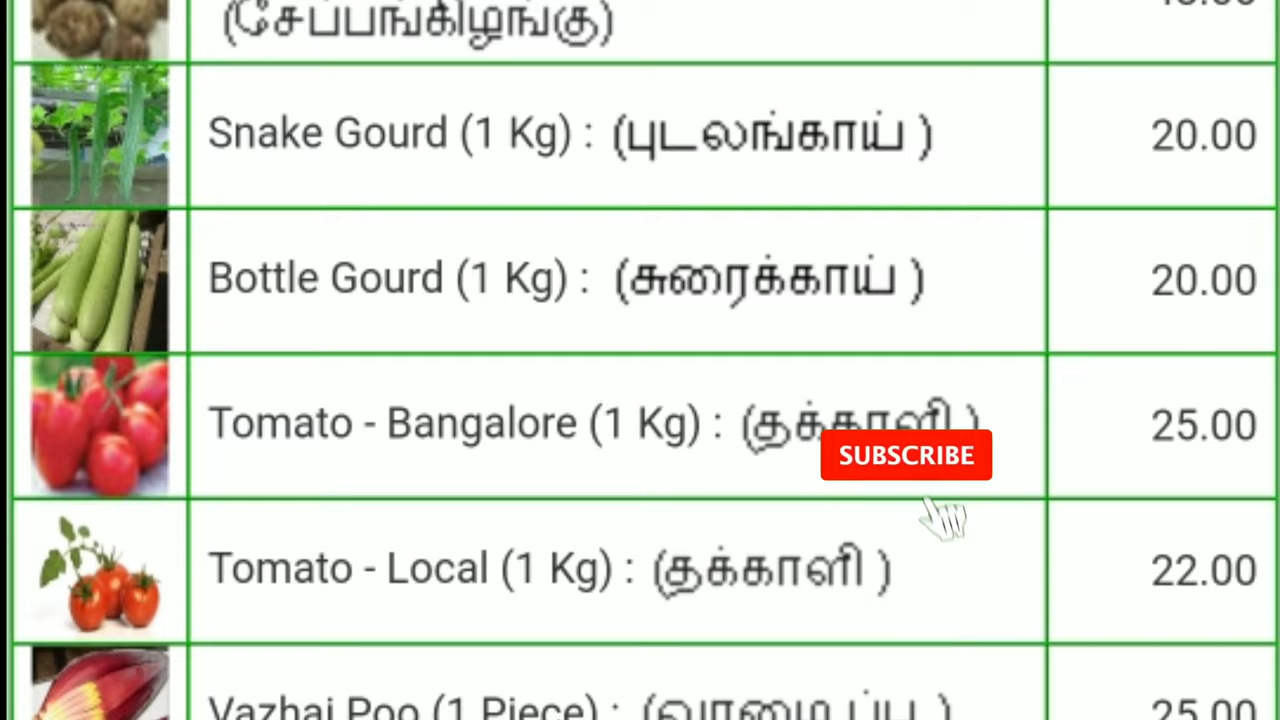 (சேப்பங்கிழங்கு)
Snake Gourd (1 Kg) : (புடலங்காய் ) 20.00
Bottle Gourd (1 Kg) : (சுரைக்காய் ) 20.00
Tomato - Bangalore (1 Kg) : (தக்காளி ) 25.00
SUBSCRIBE
Tomato - Local (1 Kg) : (தக்காளி ) 22.00
Vazhai Poo (1 Piece) : (வாழைப்பூ ) 25.00